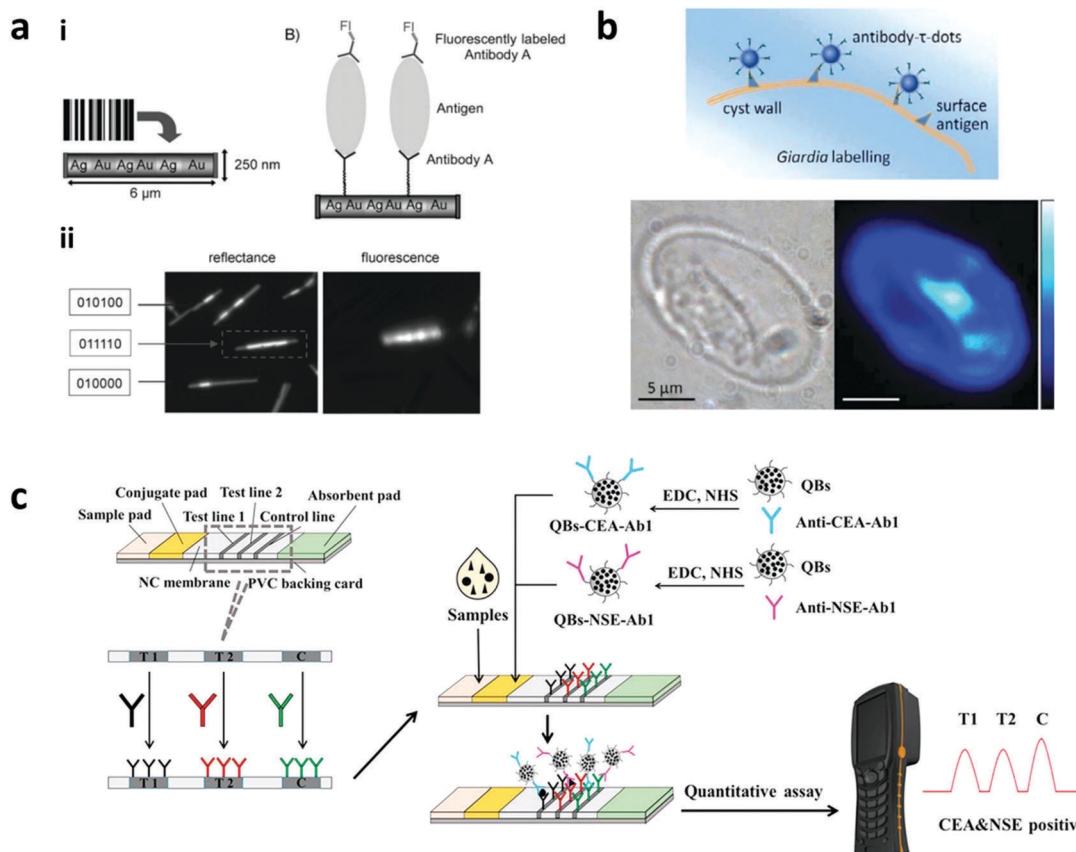 a
i
B)
Fl
Fl
Fluorescently labeled
Antibody A
Antigen
Antibody A
Ag Au Ag Au Ag Au
250 nm
6 μm
Ag Au Ag Au Ag Au
ii
reflectance
fluorescence
010100
011110
010000
b
antibody-τ-dots
cyst wall
surface
antigen
Giardia labelling
5 μm
c
Test line 2
Conjugate pad
Absorbent pad
Sample pad
Test line 1
Control line
NC membrane
PVC backing card
T 1
T 2
C
T 1
T 2
C
Samples
QBs-CEA-Ab1
EDC, NHS
QBs
Anti-CEA-Ab1
QBs-NSE-Ab1
EDC, NHS
QBs
Anti-NSE-Ab1
Quantitative assay
T1
T2
C
CEA&NSE positiv